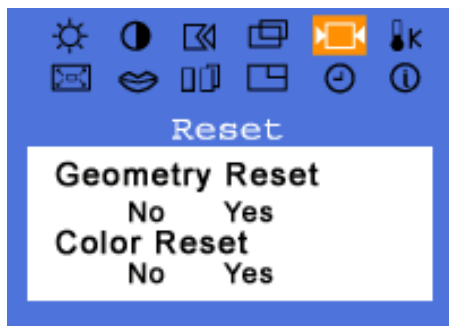 K
Reset
Geometry Reset
No Yes
Color Reset
No Yes